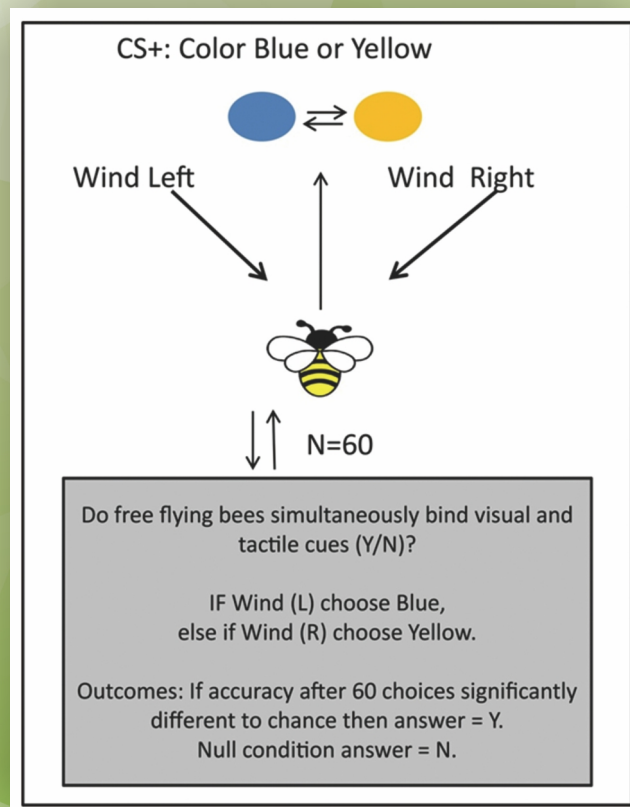 CS+: Color Blue or Yellow
Wind Left
Wind Right
N=60
Do free flying bees simultaneously bind visual and
tactile cues (Y/N)?
IF Wind (L) choose Blue,
else if Wind (R) choose Yellow.
Outcomes: If accuracy after 60 choices significantly
different to chance then answer = Y.
Null condition answer = N.